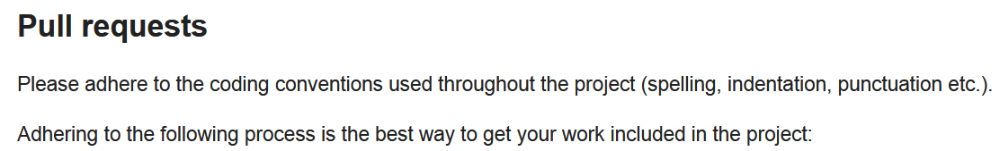 Pull requests
Please adhere to the coding conventions used throughout the project (spelling, indentation, punctuation etc.).
Adhering to the following process is the best way to get your work included in the project: